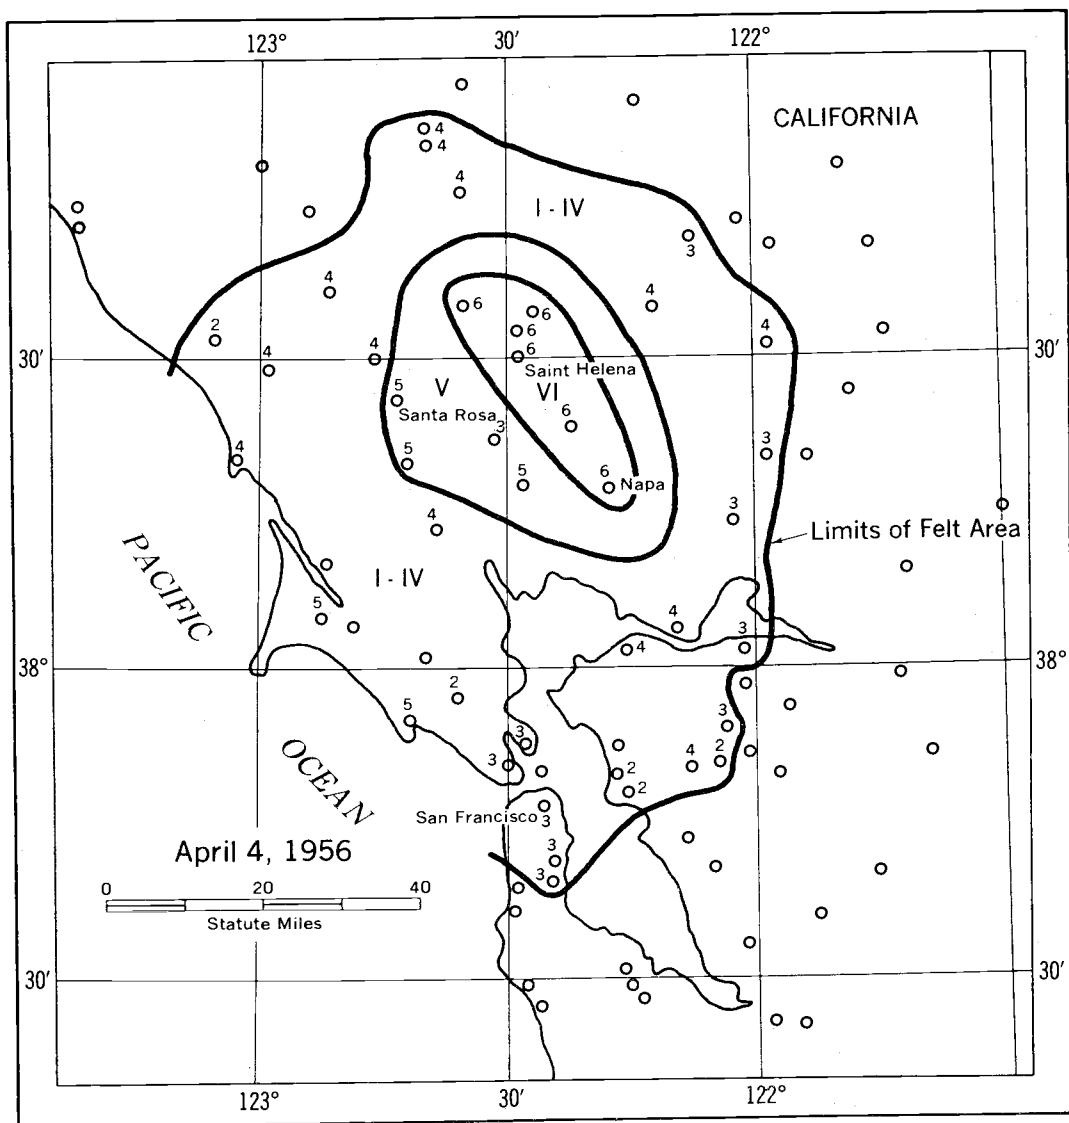 123° 30′ 122°
CALIFORNIA
4
4
4
I - IV
3
4
6
6
4
2
6
4
30′
4
4
6
30′
Saint Helena
V
VI
5
Santa Rosa
6
3
3
4
5
5
6
Napa
3
4
Limits of Felt Area
PACIFIC
I - IV
5
4
3
4
38°
38°
2
5
3
3
OCEAN
3
4
2
2
2
San Francisco
3
April 4, 1956
3
3
0 20 40
Statute Miles
30′
30′
123° 30′ 122°